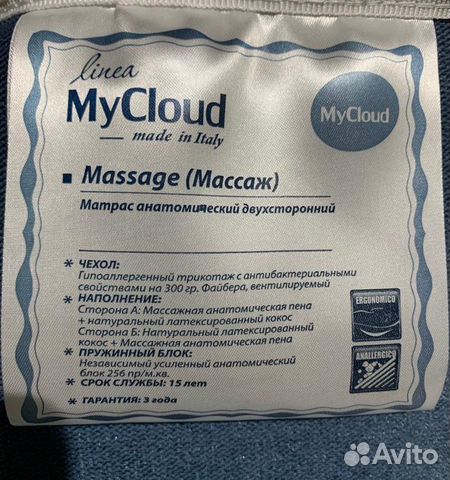 linea
MyCloud
made in Italy
MyCloud
Massage (Массаж)
Матрас анатомический двухсторонний
* ЧЕХОЛ:
Гипоаллергенный трикотаж с антибактериальными
свойствами на 300 гр. Файбера, вентилируемый
* НАПОЛНЕНИЕ:
Сторона А: Массажная анатомическая пена
+ натуральный латексированный кокос
Сторона Б: Натуральный латексированный
кокос + Массажная анатомическая пена
* ПРУЖИННЫЙ БЛОК:
Независимый усиленный анатомический
блок 256 пр/м.кв.
* СРОК СЛУЖБЫ: 15 лет
* ГАРАНТИЯ: 3 года
ERGONOMICO
ANALLERGICO
Avito